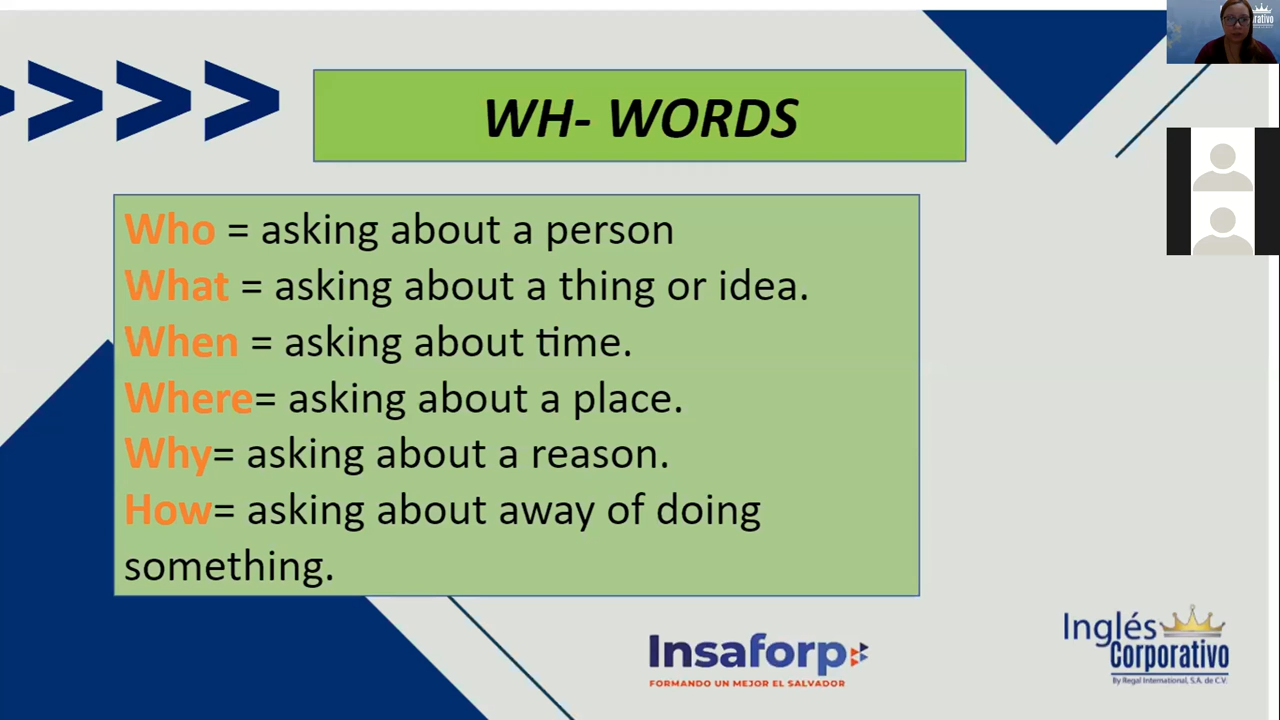 WH- WORDS
Who = asking about a person
What = asking about a thing or idea.
When = asking about time.
Where= asking about a place.
Why= asking about a reason.
How= asking about away of doing
something.
Insaforp
FORMANDO UN MEJOR EL SALVADOR
Inglés
Corporativo
By Regal International, S.A. de C.V.